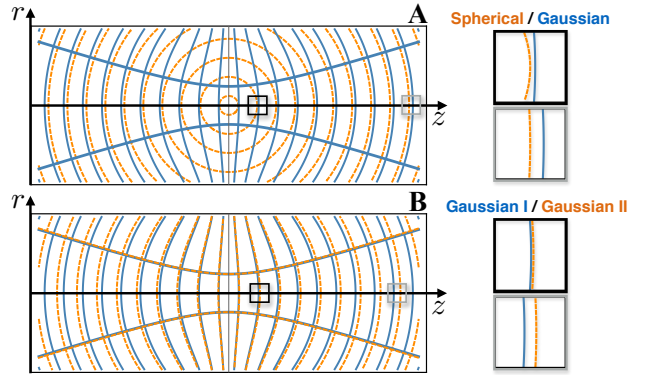 r
A
z
Spherical / Gaussian
r
B
z
Gaussian I / Gaussian II